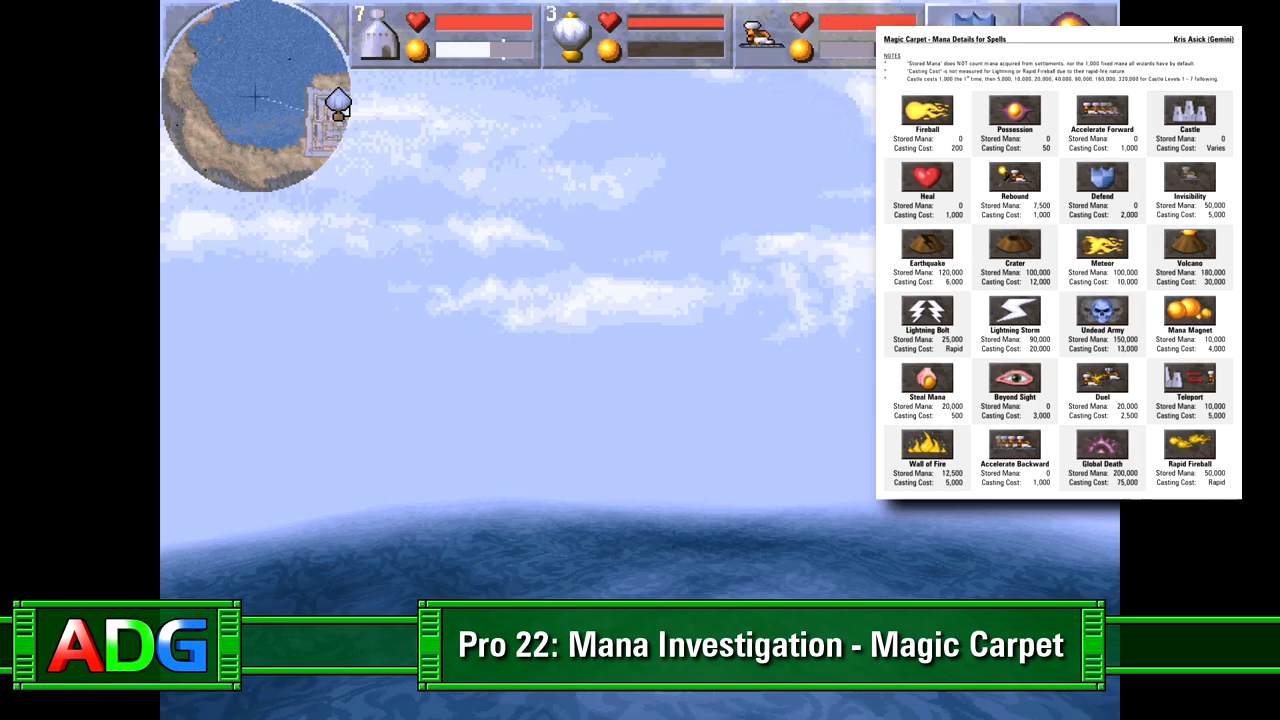 7
3
Magic Carpet - Mana Details for Spells Kris Asick (Gemini)
NOTES
* "Stored Mana" does NOT count mana acquired from settlements, nor the 1,000 fixed mana all wizards have by default.
* "Casting Cost" is not measured for Lightning or Rapid Fireball due to their rapid-fire nature.
* Castle costs 1,000 the 1st time, then 5,000, 10,000, 20,000, 40,000, 80,000, 160,000, 320,000 for Castle Levels 1 - 7 following.
Fireball Possession Accelerate Forward Castle
Stored Mana: 0 Stored Mana: 0 Stored Mana: 0 Stored Mana: 0
Casting Cost: 200 Casting Cost: 50 Casting Cost: 1,000 Casting Cost: Varies
Heal Rebound Defend Invisibility
Stored Mana: 0 Stored Mana: 7,500 Stored Mana: 0 Stored Mana: 50,000
Casting Cost: 1,000 Casting Cost: 1,000 Casting Cost: 2,000 Casting Cost: 5,000
Earthquake Crater Meteor Volcano
Stored Mana: 120,000 Stored Mana: 100,000 Stored Mana: 100,000 Stored Mana: 180,000
Casting Cost: 6,000 Casting Cost: 12,000 Casting Cost: 10,000 Casting Cost: 30,000
Lightning Bolt Lightning Storm Undead Army Mana Magnet
Stored Mana: 25,000 Stored Mana: 90,000 Stored Mana: 150,000 Stored Mana: 10,000
Casting Cost: Rapid Casting Cost: 20,000 Casting Cost: 13,000 Casting Cost: 4,000
Steal Mana Beyond Sight Duel Teleport
Stored Mana: 20,000 Stored Mana: 0 Stored Mana: 20,000 Stored Mana: 10,000
Casting Cost: 500 Casting Cost: 3,000 Casting Cost: 2,500 Casting Cost: 5,000
Wall of Fire Accelerate Backward Global Death Rapid Fireball
Stored Mana: 12,500 Stored Mana: 0 Stored Mana: 200,000 Stored Mana: 50,000
Casting Cost: 5,000 Casting Cost: 1,000 Casting Cost: 75,000 Casting Cost: Rapid
ADG
Pro 22: Mana Investigation - Magic Carpet